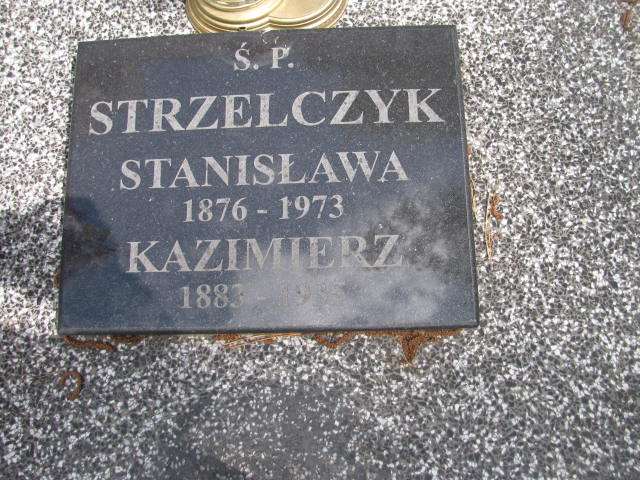 Ś. P.
STRZELCZYK
STANISŁAWA
1876 - 1973
KAZIMIERZ
1883 -